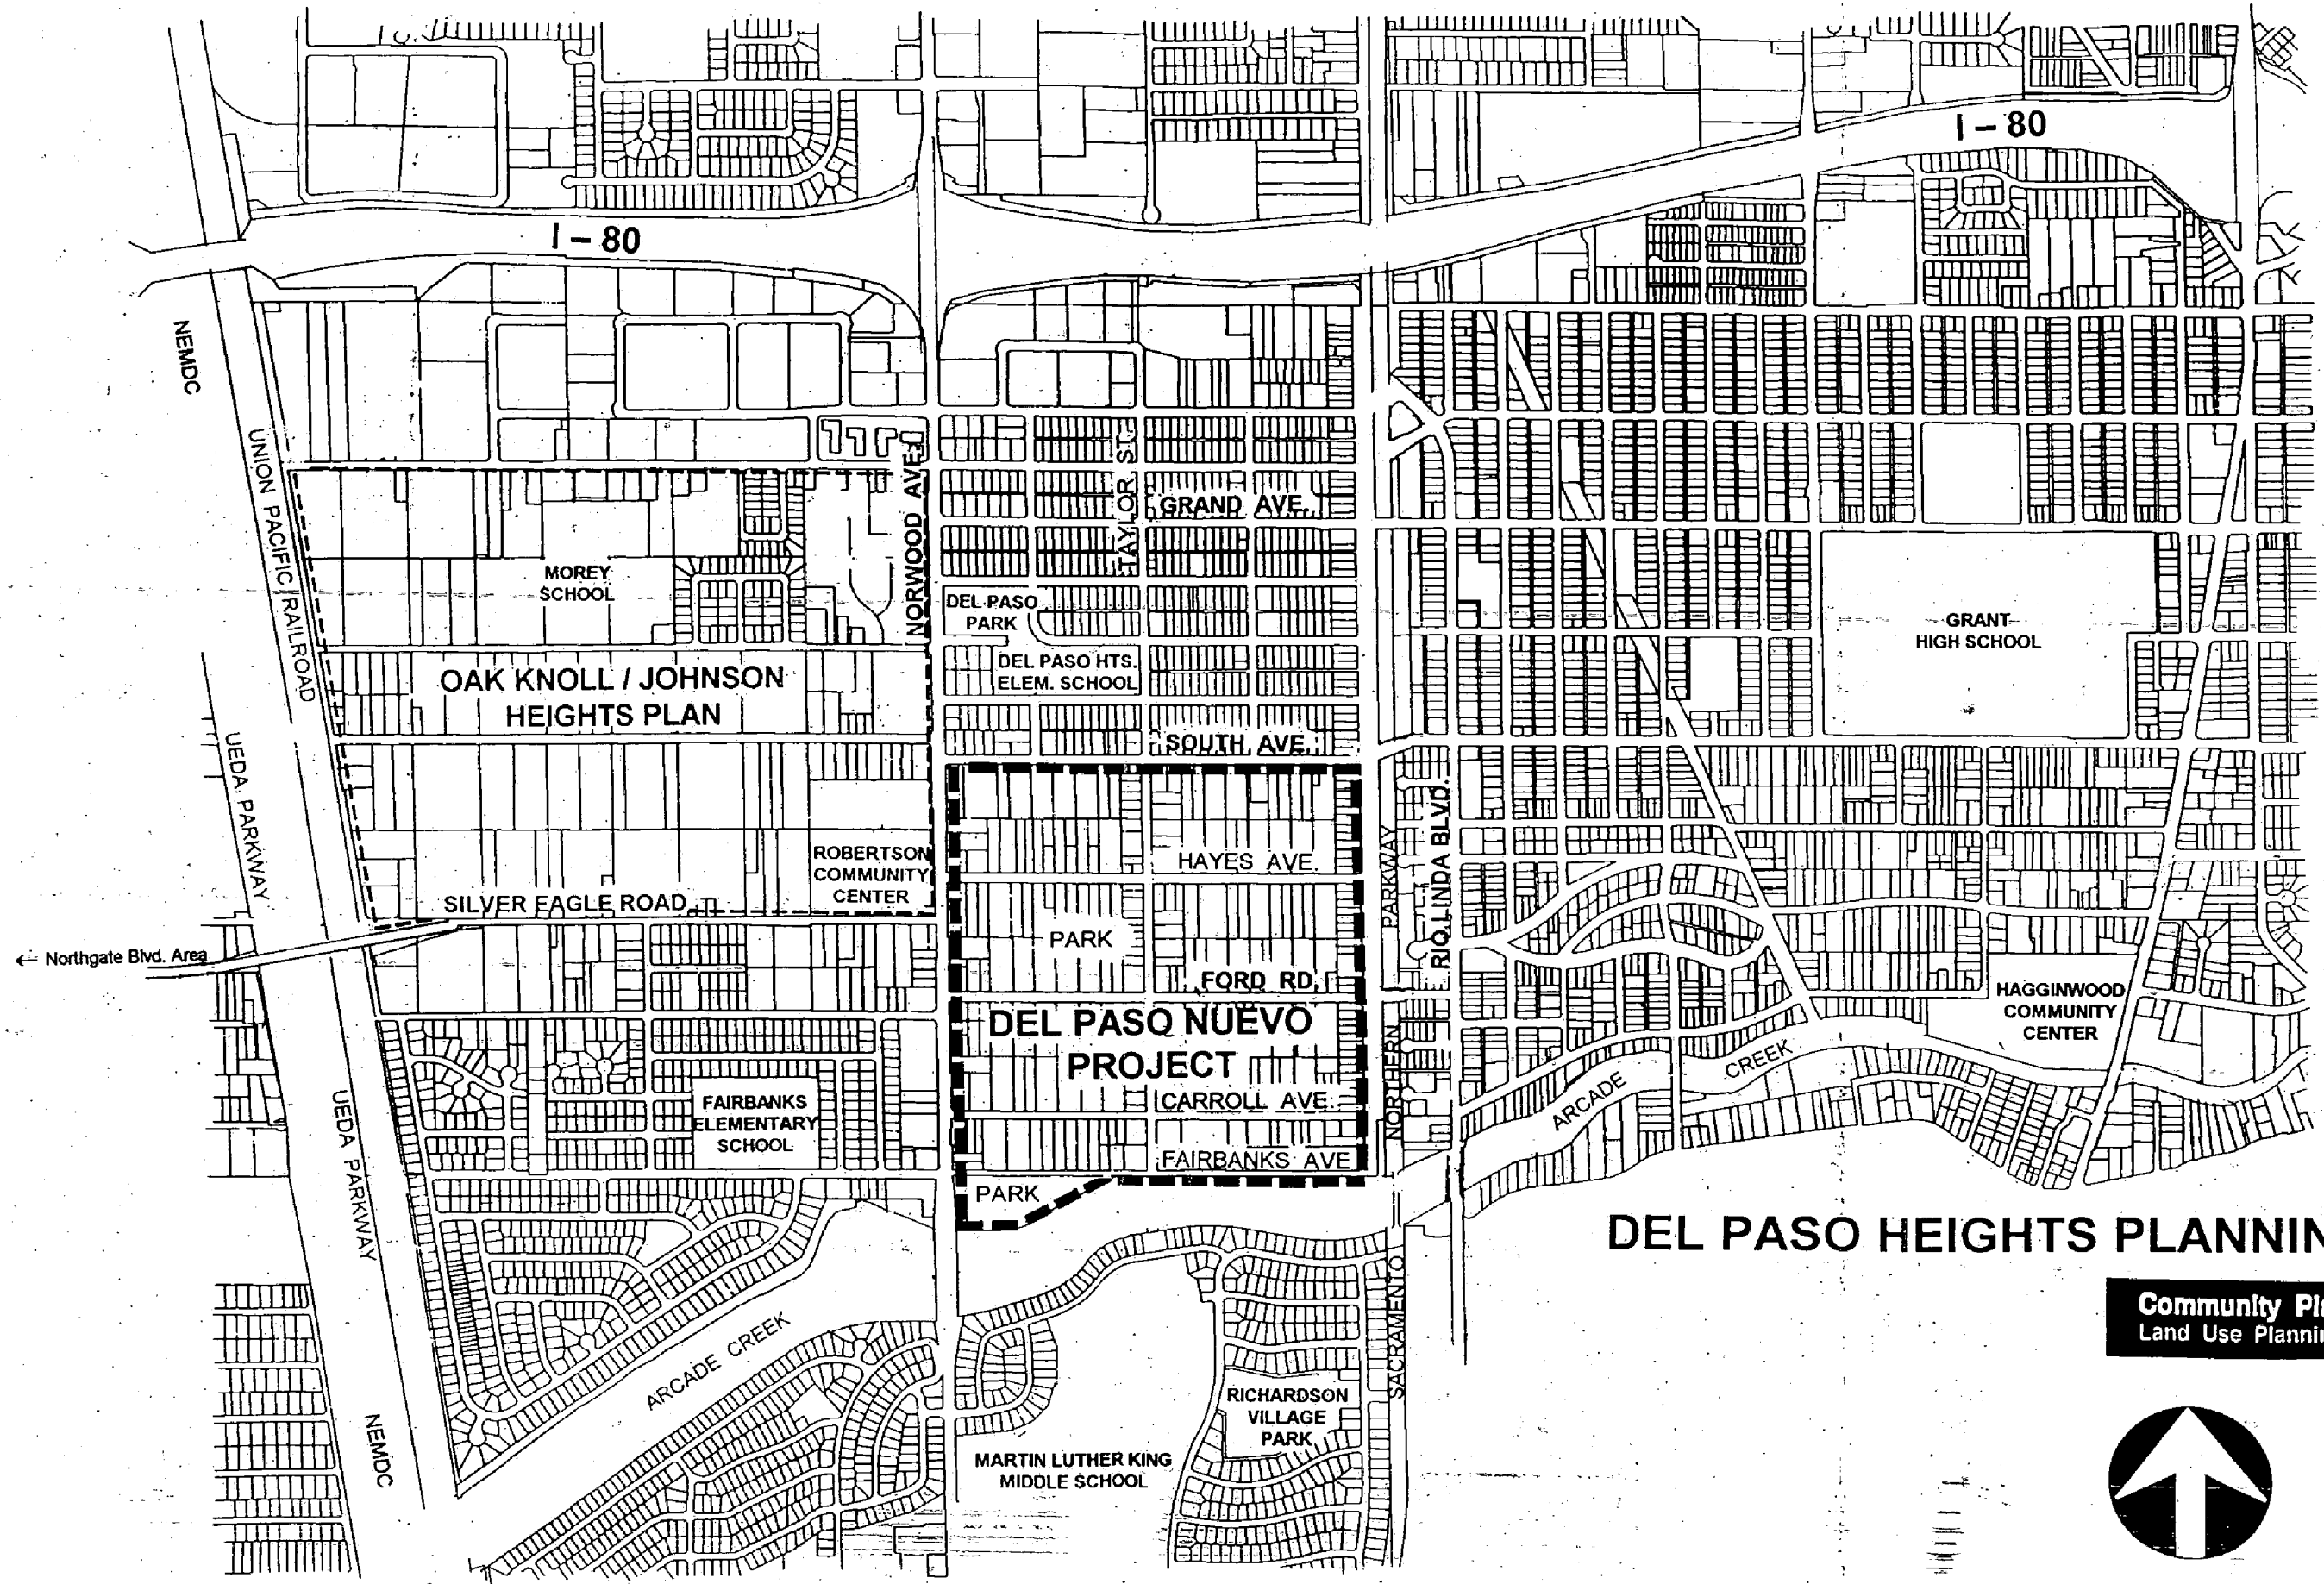 I-80
I-80
NEMDC
UNION PACIFIC RAILROAD
NORWOOD AVE.
TAYLOR ST.
GRAND AVE.
MOREY
SCHOOL
DEL PASO
PARK
GRANT
HIGH SCHOOL
DEL PASO HTS.
ELEM. SCHOOL
OAK KNOLL / JOHNSON
HEIGHTS PLAN
SOUTH AVE.
UEDA PARKWAY
ROBERTSON
COMMUNITY
CENTER
HAYES AVE.
PARKWAY
RIO LINDA BLVD.
SILVER EAGLE ROAD
← Northgate Blvd. Area
PARK
FORD RD.
HAGGINWOOD
COMMUNITY
CENTER
DEL PASO NUEVO
PROJECT
NORTHERN
CREEK
ARCADE
CARROLL AVE.
FAIRBANKS
ELEMENTARY
SCHOOL
UEDA PARKWAY
FAIRBANKS AVE
PARK
DEL PASO HEIGHTS PLANNIN
Community Pla
Land Use Plannin
SACRAMENTO
ARCADE CREEK
RICHARDSON
VILLAGE
PARK
NEMDC
MARTIN LUTHER KING
MIDDLE SCHOOL